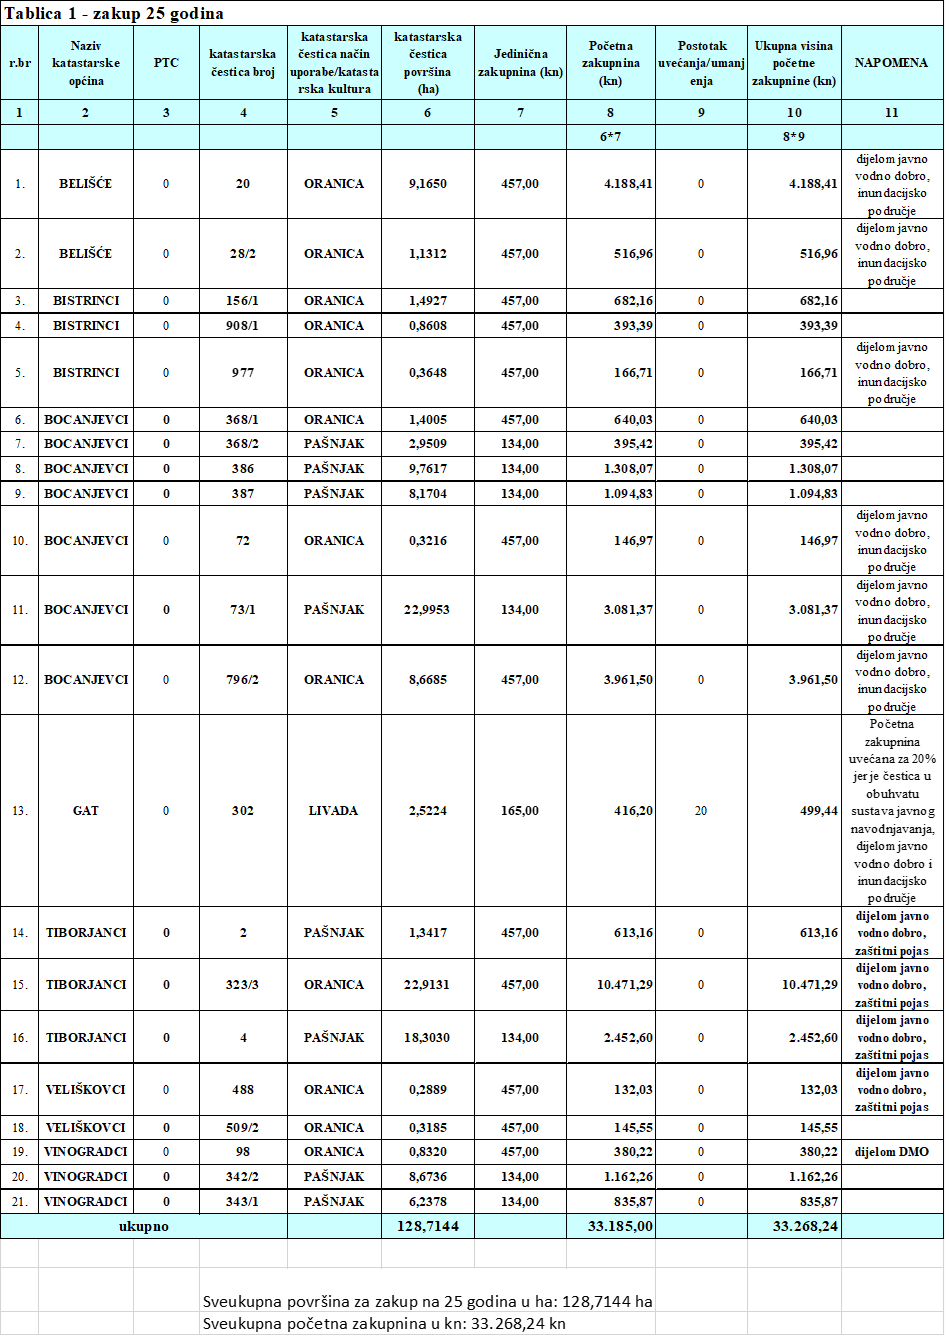 Tablica 1 - zakup 25 godina
r.br | Naziv katastarske općina | PTC | katastarska čestica broj | katastarska čestica način uporabe/katasta rska kultura | katastarska čestica površina (ha) | Jedinična zakupnina (kn) | Početna zakupnina (kn) | Postotak uvećanja/umanj enja | Ukupna visina početne zakupnine (kn) | NAPOMENA
1 | 2 | 3 | 4 | 5 | 6 | 7 | 8 | 9 | 10 | 11
6*7 | 8*9
1. | BELIŠĆE | 0 | 20 | ORANICA | 9,1650 | 457,00 | 4.188,41 | 0 | 4.188,41 | dijelom javno vodno dobro, inundacijsko područje
2. | BELIŠĆE | 0 | 28/2 | ORANICA | 1,1312 | 457,00 | 516,96 | 0 | 516,96 | dijelom javno vodno dobro, inundacijsko područje
3. | BISTRINCI | 0 | 156/1 | ORANICA | 1,4927 | 457,00 | 682,16 | 0 | 682,16
4. | BISTRINCI | 0 | 908/1 | ORANICA | 0,8608 | 457,00 | 393,39 | 0 | 393,39
5. | BISTRINCI | 0 | 977 | ORANICA | 0,3648 | 457,00 | 166,71 | 0 | 166,71 | dijelom javno vodno dobro, inundacijsko područje
6. | BOCANJEVCI | 0 | 368/1 | ORANICA | 1,4005 | 457,00 | 640,03 | 0 | 640,03
7. | BOCANJEVCI | 0 | 368/2 | PAŠNJAK | 2,9509 | 134,00 | 395,42 | 0 | 395,42
8. | BOCANJEVCI | 0 | 386 | PAŠNJAK | 9,7617 | 134,00 | 1.308,07 | 0 | 1.308,07
9. | BOCANJEVCI | 0 | 387 | PAŠNJAK | 8,1704 | 134,00 | 1.094,83 | 0 | 1.094,83
10. | BOCANJEVCI | 0 | 72 | ORANICA | 0,3216 | 457,00 | 146,97 | 0 | 146,97 | dijelom javno vodno dobro, inundacijsko područje
11. | BOCANJEVCI | 0 | 73/1 | PAŠNJAK | 22,9953 | 134,00 | 3.081,37 | 0 | 3.081,37 | dijelom javno vodno dobro, inundacijsko područje
12. | BOCANJEVCI | 0 | 796/2 | ORANICA | 8,6685 | 457,00 | 3.961,50 | 0 | 3.961,50 | dijelom javno vodno dobro, inundacijsko područje
13. | GAT | 0 | 302 | LIVADA | 2,5224 | 165,00 | 416,20 | 20 | 499,44 | Početna zakupnina uvećana za 20% jer je čestica u obuhvatu sustava javnog navodnjavanja, dijelom javno vodno dobro i inundacijsko područje
14. | TIBORJANCI | 0 | 2 | PAŠNJAK | 1,3417 | 457,00 | 613,16 | 0 | 613,16 | dijelom javno vodno dobro, zaštitni pojas
15. | TIBORJANCI | 0 | 323/3 | ORANICA | 22,9131 | 457,00 | 10.471,29 | 0 | 10.471,29 | dijelom javno vodno dobro, zaštitni pojas
16. | TIBORJANCI | 0 | 4 | PAŠNJAK | 18,3030 | 134,00 | 2.452,60 | 0 | 2.452,60 | dijelom javno vodno dobro, zaštitni pojas
17. | VELIŠKOVCI | 0 | 488 | ORANICA | 0,2889 | 457,00 | 132,03 | 0 | 132,03 | dijelom javno vodno dobro, zaštitni pojas
18. | VELIŠKOVCI | 0 | 509/2 | ORANICA | 0,3185 | 457,00 | 145,55 | 0 | 145,55
19. | VINOGRADCI | 0 | 98 | ORANICA | 0,8320 | 457,00 | 380,22 | 0 | 380,22 | dijelom DMO
20. | VINOGRADCI | 0 | 342/2 | PAŠNJAK | 8,6736 | 134,00 | 1.162,26 | 0 | 1.162,26
21. | VINOGRADCI | 0 | 343/1 | PAŠNJAK | 6,2378 | 134,00 | 835,87 | 0 | 835,87
ukupno | 128,7144 | 33.185,00 | 33.268,24
Sveukupna površina za zakup na 25 godina u ha: 128,7144 ha
Sveukupna početna zakupnina u kn: 33.268,24 kn